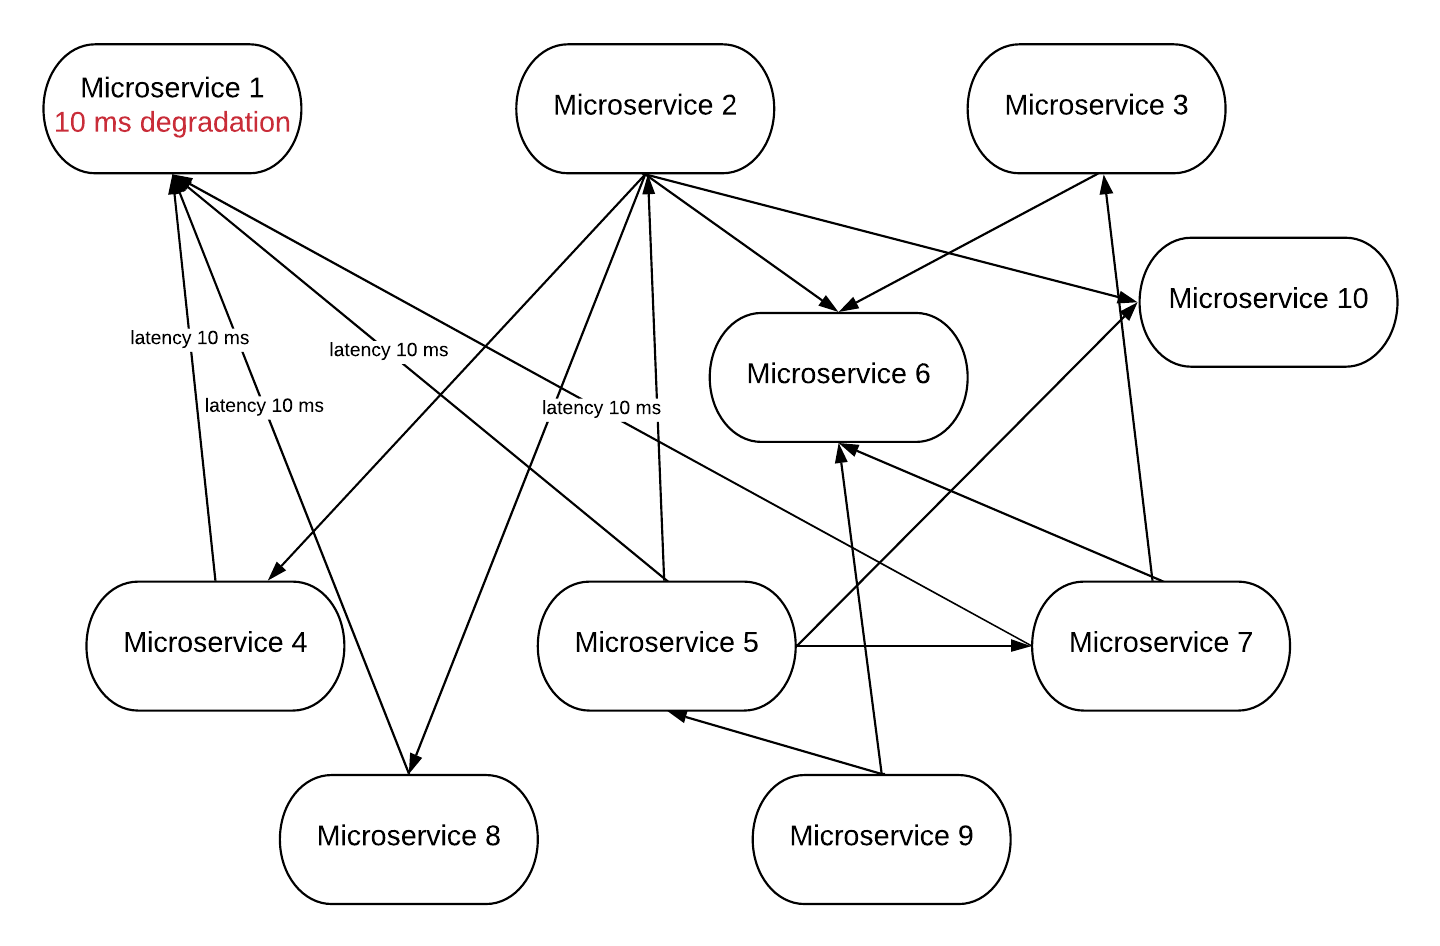 Microservice 1
10 ms degradation
Microservice 2
Microservice 3
Microservice 10
latency 10 ms
latency 10 ms
Microservice 6
latency 10 ms
latency 10 ms
Microservice 4
Microservice 5
Microservice 7
Microservice 8
Microservice 9